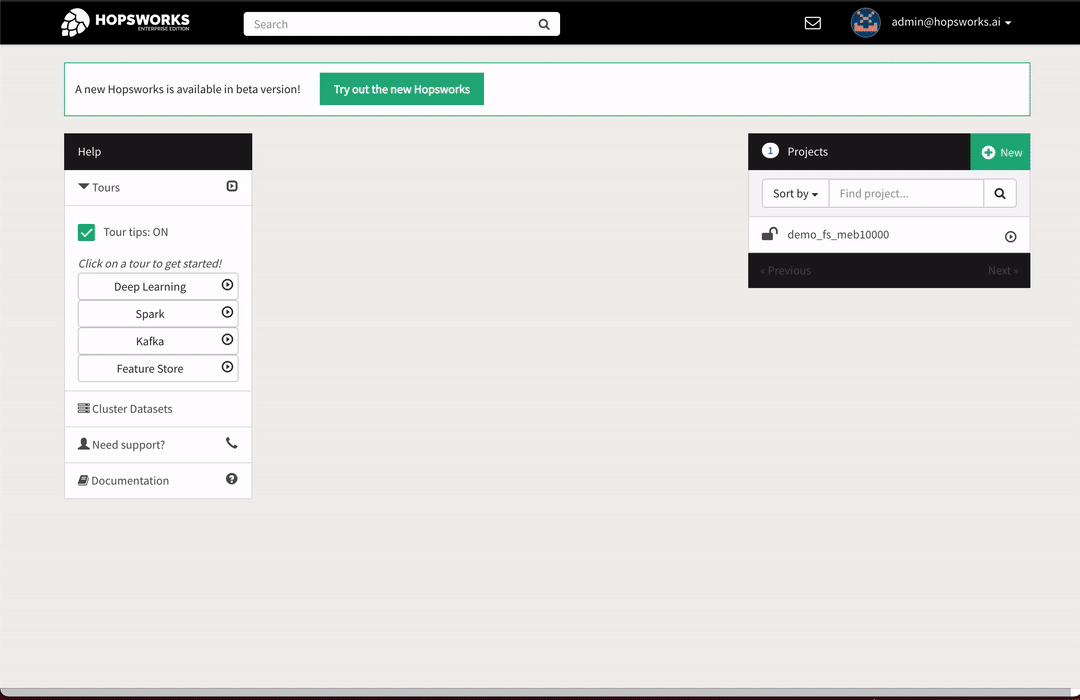 HOPSWORKS
ENTERPRISE EDITION
Search
admin@hopsworks.ai
A new Hopsworks is available in beta version!
Try out the new Hopsworks
Help
Tours
Tour tips: ON
Click on a tour to get started!
Deep Learning
Spark
Kafka
Feature Store
Cluster Datasets
Need support?
Documentation
1 Projects
New
Sort by
Find project...
demo_fs_meb10000
« Previous
Next »